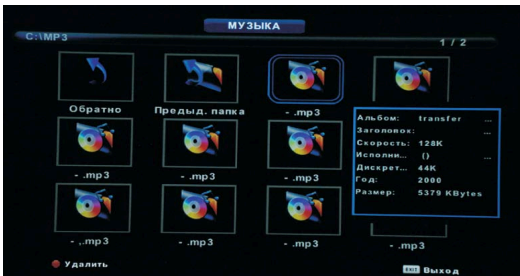 МУЗЫКА
C:\MP3
1 / 2
Обратно
Предыд. папка
- .mp3
Альбом: transfer ...
Заголовок: ...
Скорость: 128K
Исполни... () ...
Дискрет... 44K
Год: 2000
Размер: 5379 KBytes
- .mp3
- .mp3
- .mp3
- ,.mp3
- .mp3
- .mp3
- .mp3
Удалить
EXIT Выход